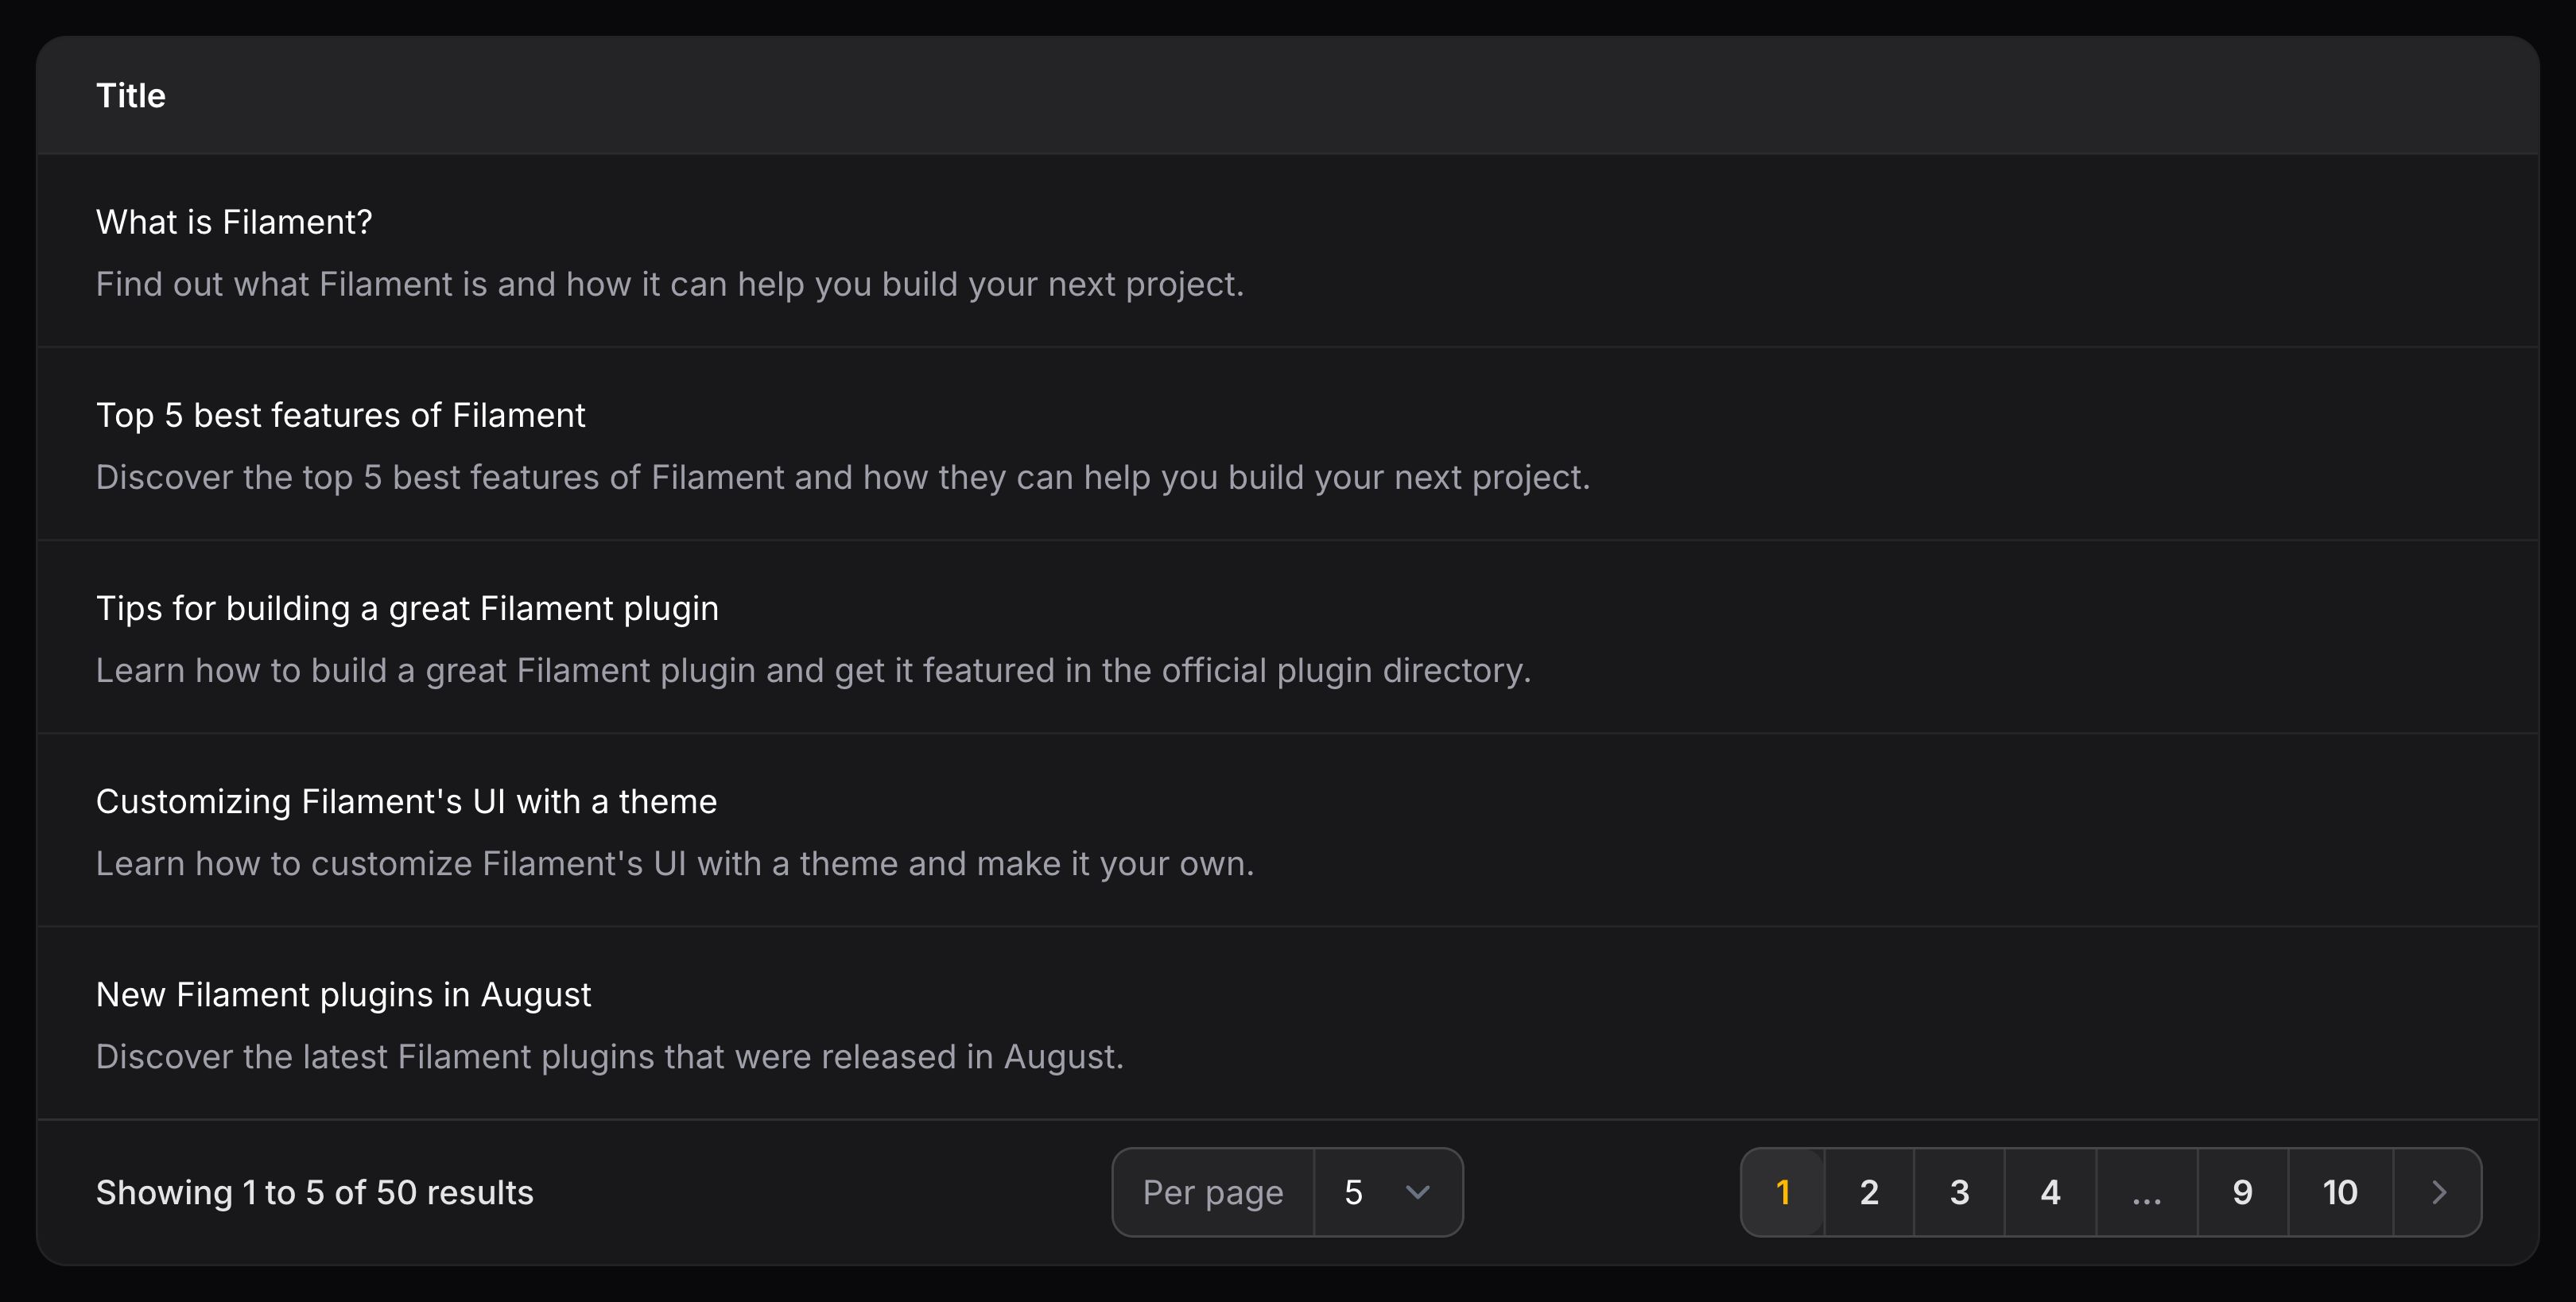 Title
What is Filament?
Find out what Filament is and how it can help you build your next project.
Top 5 best features of Filament
Discover the top 5 best features of Filament and how they can help you build your next project.
Tips for building a great Filament plugin
Learn how to build a great Filament plugin and get it featured in the official plugin directory.
Customizing Filament's UI with a theme
Learn how to customize Filament's UI with a theme and make it your own.
New Filament plugins in August
Discover the latest Filament plugins that were released in August.
Showing 1 to 5 of 50 results Per page 5 1 2 3 4 ... 9 10